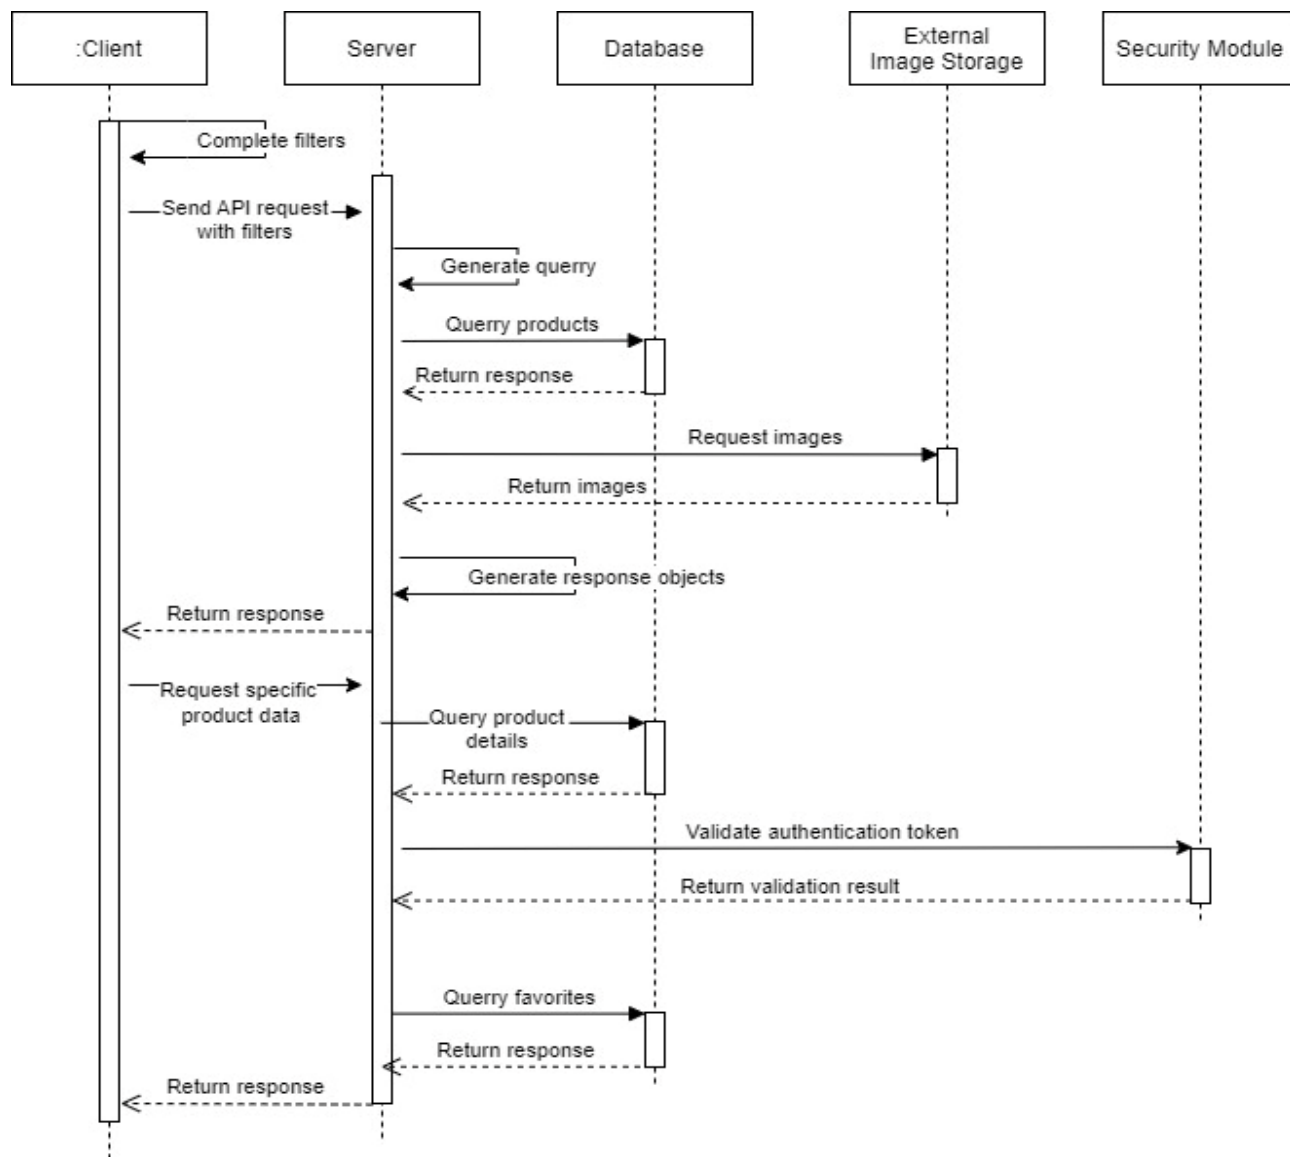 :Client
Server
Database
External
Image Storage
Security Module
Complete filters
Send API request
with filters
Generate querry
Querry products
Return response
Request images
Return images
Generate response objects
Return response
Request specific
product data
Query product
details
Return response
Validate authentication token
Return validation result
Querry favorites
Return response
Return response